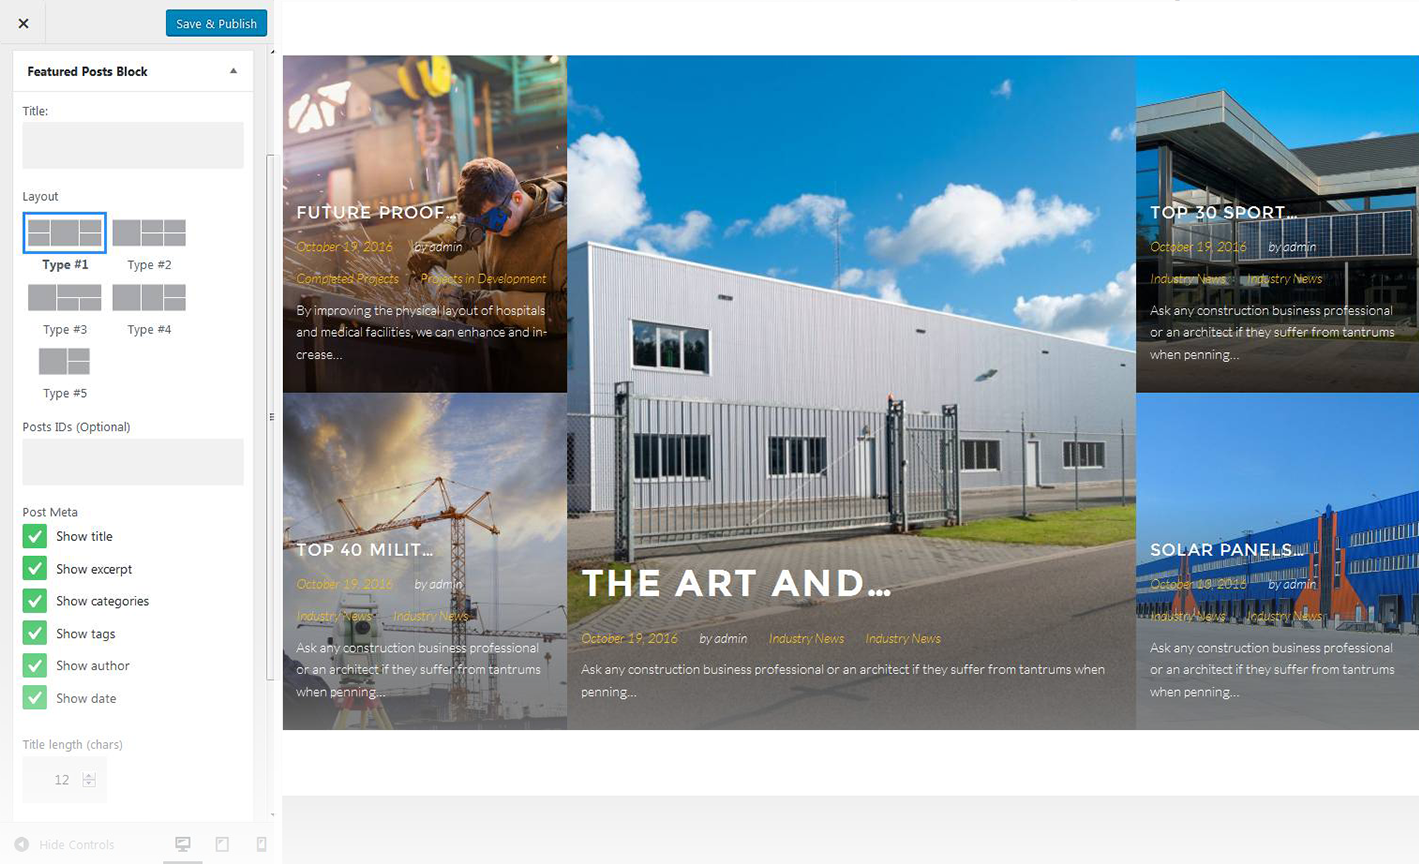 Save & Publish
Featured Posts Block
Title:
Layout
Type #1
Type #2
Type #3
Type #4
Type #5
Posts IDs (Optional)
Post Meta
Show title
Show excerpt
Show categories
Show tags
Show author
Show date
Title length (chars)
12
Hide Controls
FUTURE PROOF...
October 19, 2016 by admin
Completed Projects Projects in Development
By improving the physical layout of hospitals
and medical facilities, we can enhance and in-
crease...
TOP 40 MILIT...
October 19, 2016 by admin
Industry News Industry News
Ask any construction business professional
or an architect if they suffer from tantrums
when penning...
THE ART AND...
October 19, 2016 by admin Industry News Industry News
Ask any construction business professional or an architect if they suffer from tantrums when
penning...
TOP 30 SPORT...
October 19, 2016 by admin
Industry News Industry News
Ask any construction business professional
or an architect if they suffer from tantrums
when penning...
SOLAR PANELS...
October 13, 2016 by admin
Industry News Industry News
Ask any construction business professional
or an architect if they suffer from tantrums
when penning...